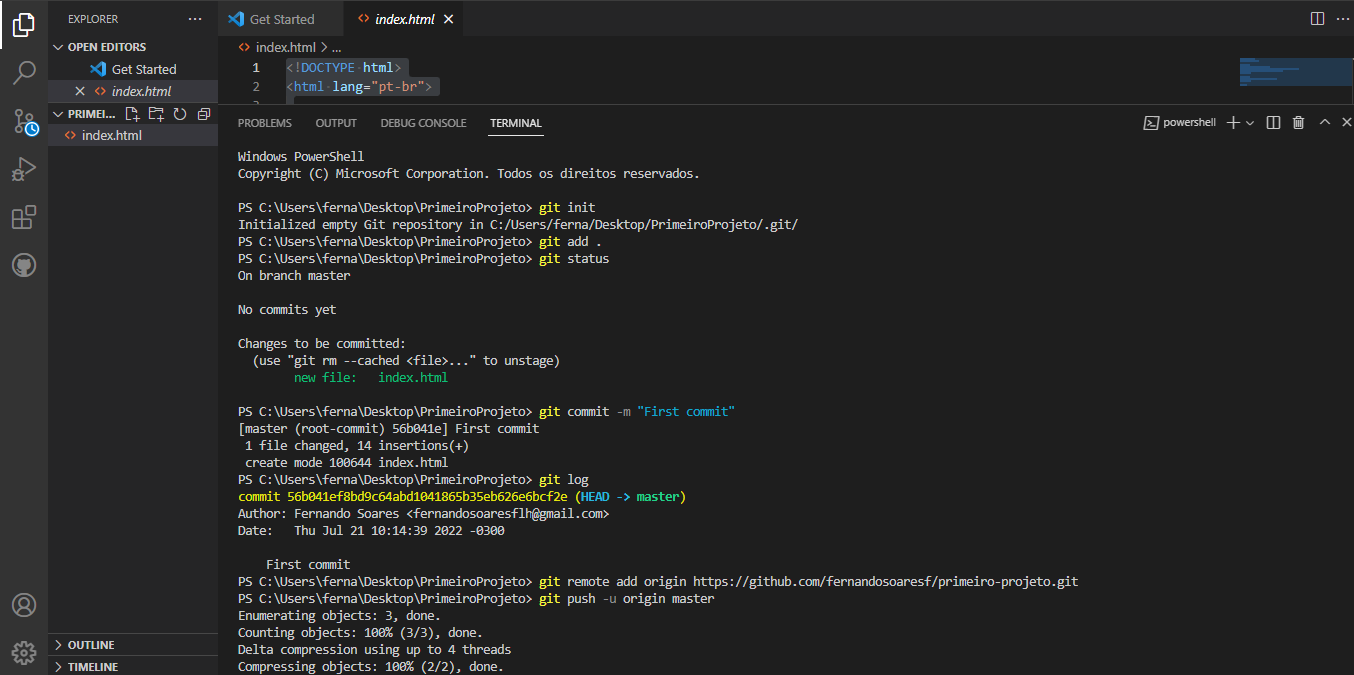 EXPLORER
OPEN EDITORS
Get Started
index.html
PRIMEI...
index.html
OUTLINE
TIMELINE
Get Started
index.html
index.html > ...
1 <!DOCTYPE html>
2 <html lang="pt-br">
PROBLEMS OUTPUT DEBUG CONSOLE TERMINAL
powershell
Windows PowerShell
Copyright (C) Microsoft Corporation. Todos os direitos reservados.
PS C:\Users\ferna\Desktop\PrimeiroProjeto> git init
Initialized empty Git repository in C:/Users/ferna/Desktop/PrimeiroProjeto/.git/
PS C:\Users\ferna\Desktop\PrimeiroProjeto> git add .
PS C:\Users\ferna\Desktop\PrimeiroProjeto> git status
On branch master
No commits yet
Changes to be committed:
(use "git rm --cached <file>..." to unstage)
new file: index.html
PS C:\Users\ferna\Desktop\PrimeiroProjeto> git commit -m "First commit"
[master (root-commit) 56b041e] First commit
1 file changed, 14 insertions(+)
create mode 100644 index.html
PS C:\Users\ferna\Desktop\PrimeiroProjeto> git log
commit 56b041ef8bd9c64abd1041865b35eb626e6bcf2e (HEAD -> master)
Author: Fernando Soares <fernandosoaresflh@gmail.com>
Date: Thu Jul 21 10:14:39 2022 -0300
First commit
PS C:\Users\ferna\Desktop\PrimeiroProjeto> git remote add origin https://github.com/fernandosoaresf/primeiro-projeto.git
PS C:\Users\ferna\Desktop\PrimeiroProjeto> git push -u origin master
Enumerating objects: 3, done.
Counting objects: 100% (3/3), done.
Delta compression using up to 4 threads
Compressing objects: 100% (2/2), done.